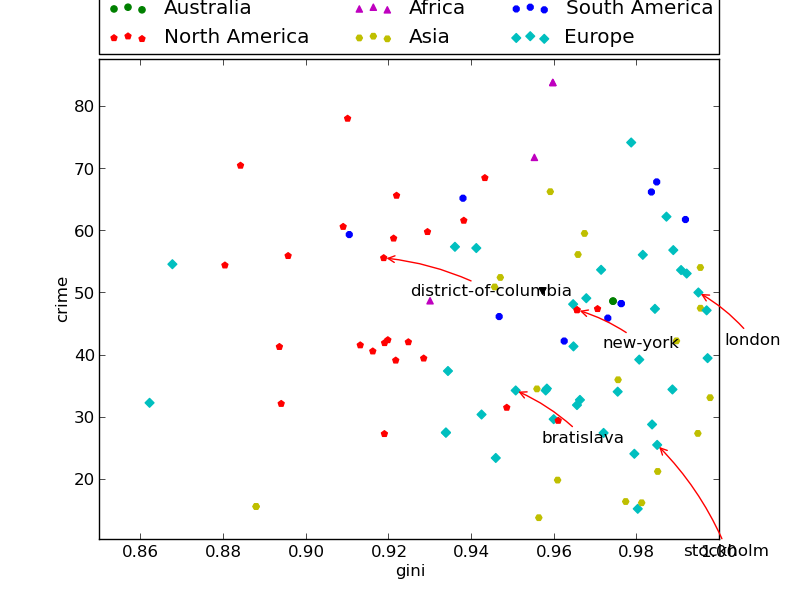 Australia Africa South America
North America Asia Europe
80
70
60
50
40
30
20
crime
district-of-columbia
new-york
london
bratislava
stockholm
0.86 0.88 0.90 0.92 0.94 0.96 0.98 1.00
gini